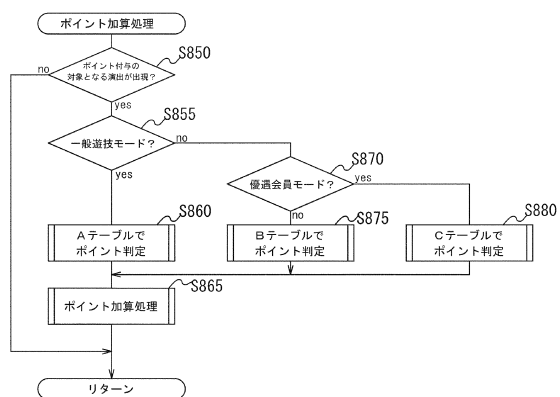 ポイント加算処理
S850
ポイント付与の
対象となる演出が出現?
no
yes
S855
一般遊技モード?
no
yes
S870
優遇会員モード?
yes
no
S860
Aテーブルで
ポイント判定
S875
Bテーブルで
ポイント判定
S880
Cテーブルで
ポイント判定
S865
ポイント加算処理
リターン